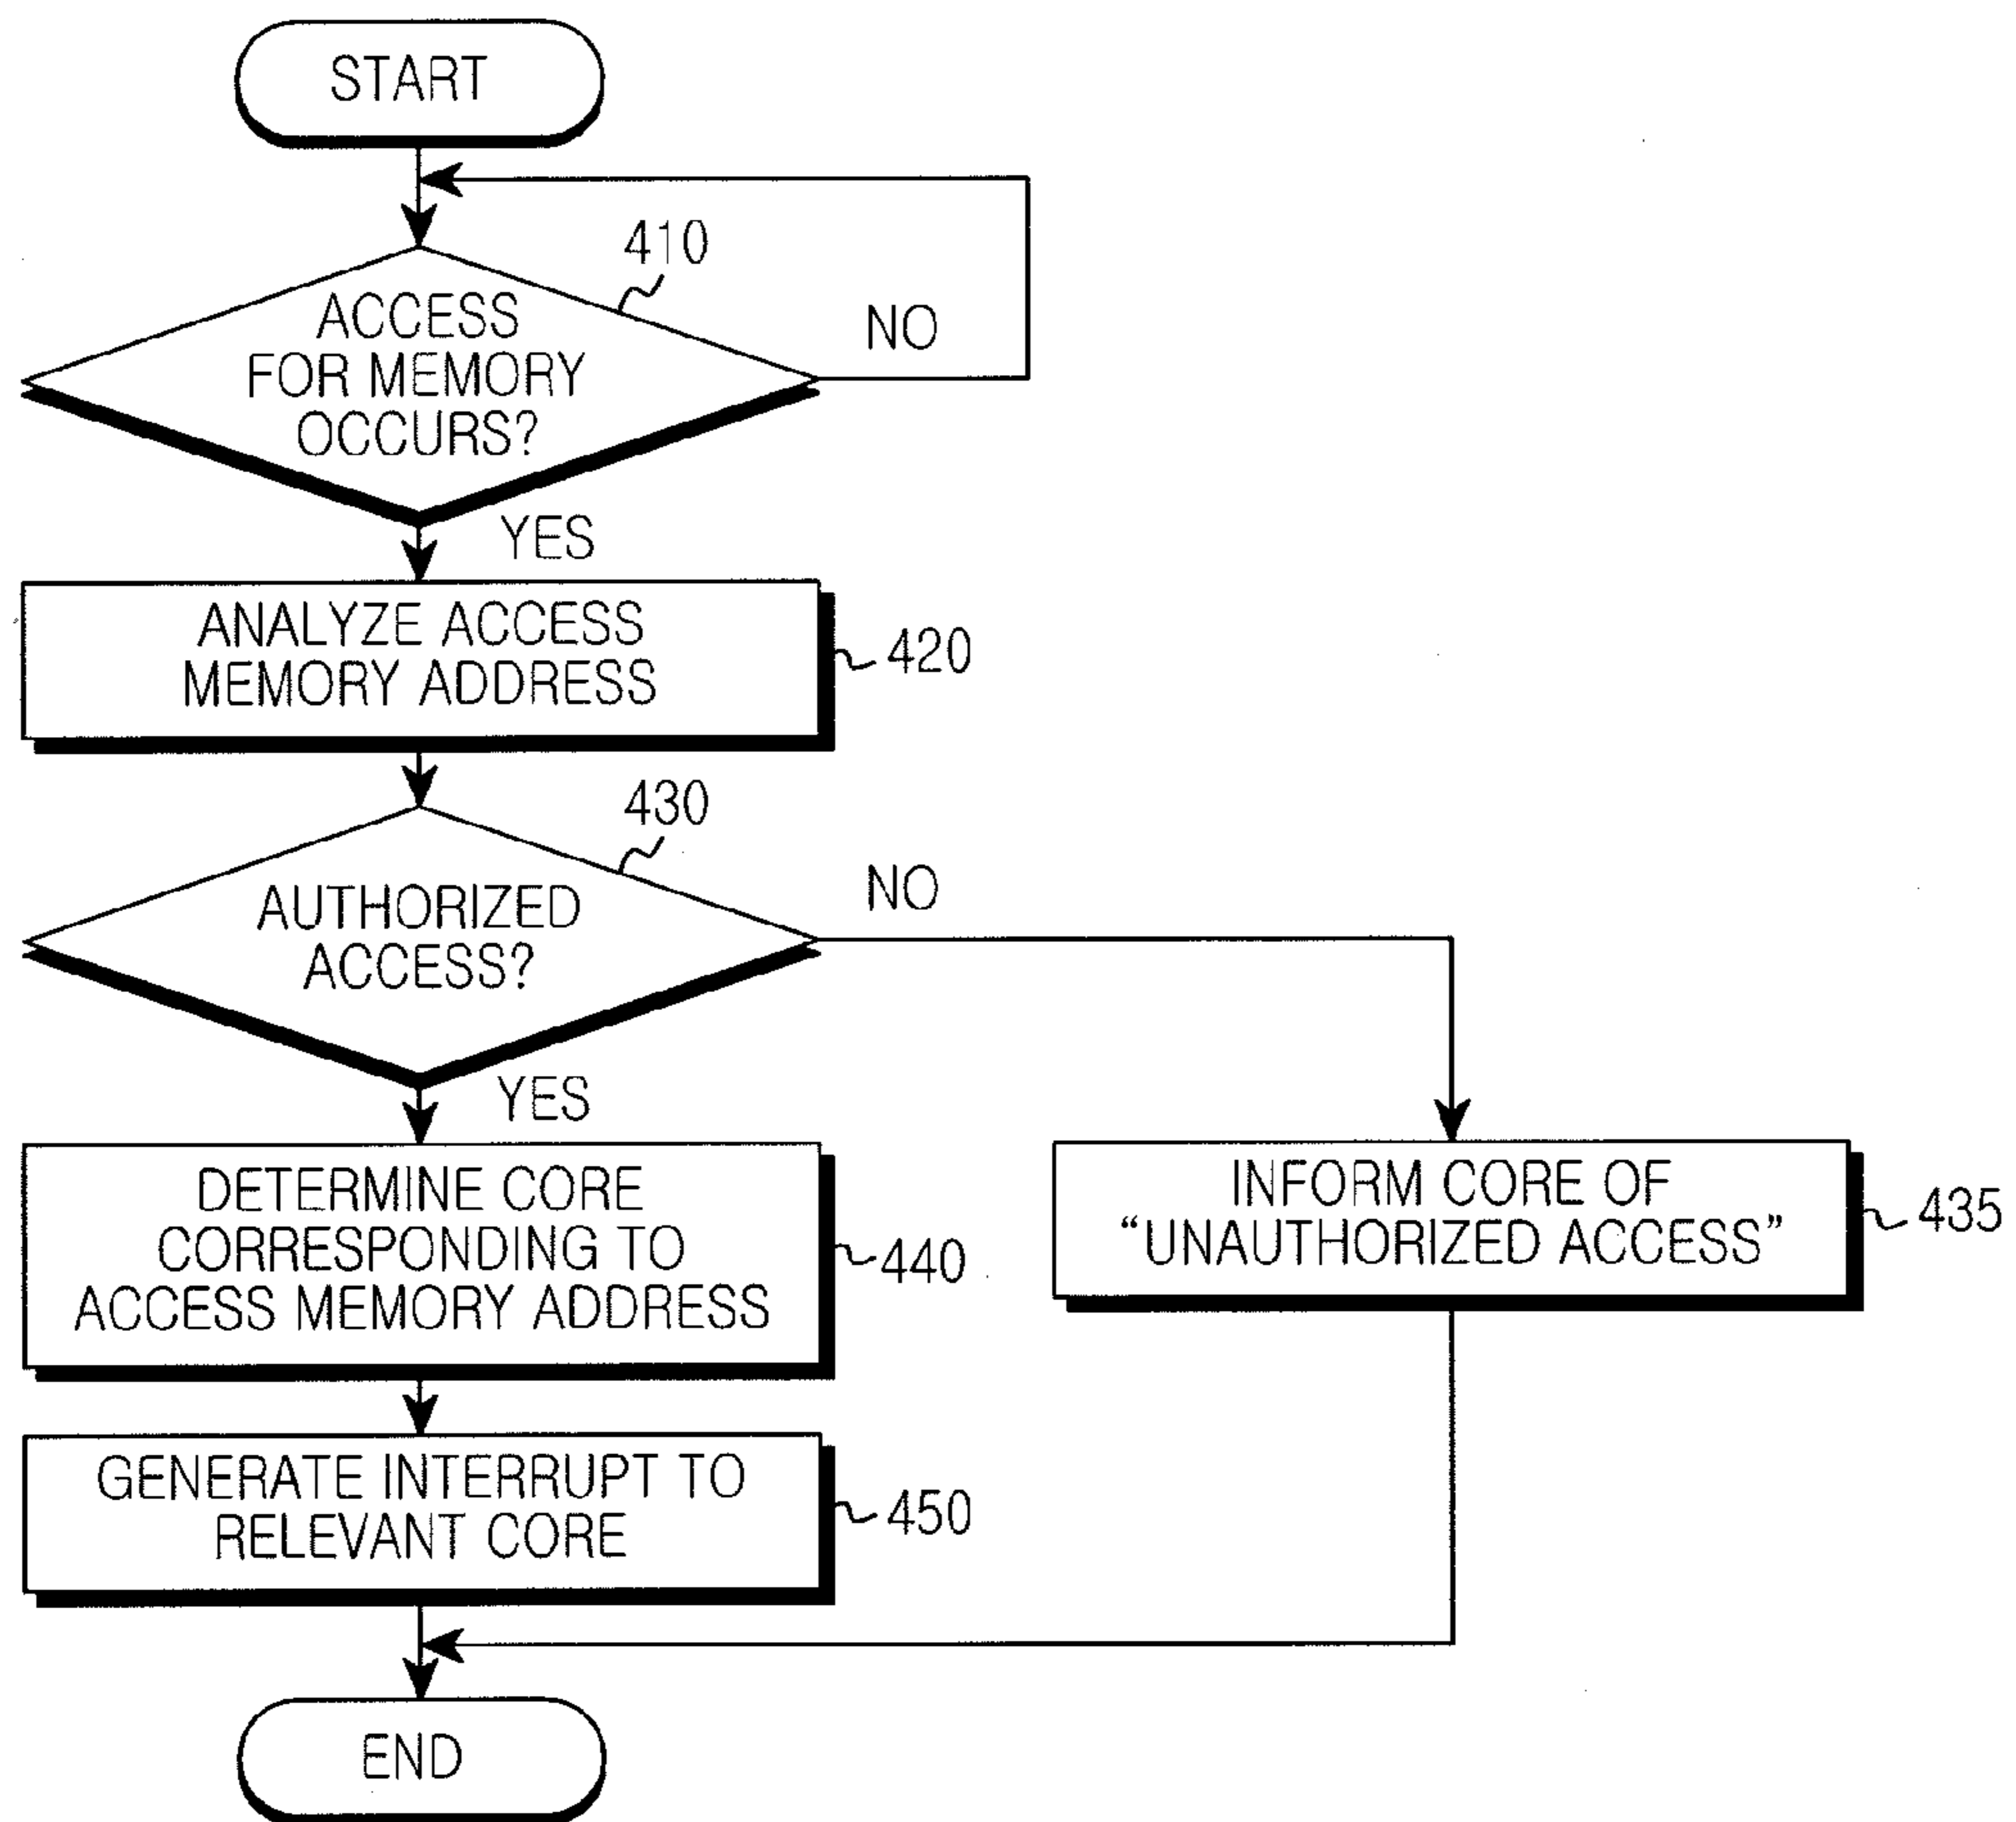 START
410
ACCESS
FOR MEMORY
OCCURS?
NO
YES
ANALYZE ACCESS
MEMORY ADDRESS
420
430
AUTHORIZED
ACCESS?
NO
YES
DETERMINE CORE
CORRESPONDING TO
ACCESS MEMORY ADDRESS
440
INFORM CORE OF
“UNAUTHORIZED ACCESS”
435
GENERATE INTERRUPT TO
RELEVANT CORE
450
END